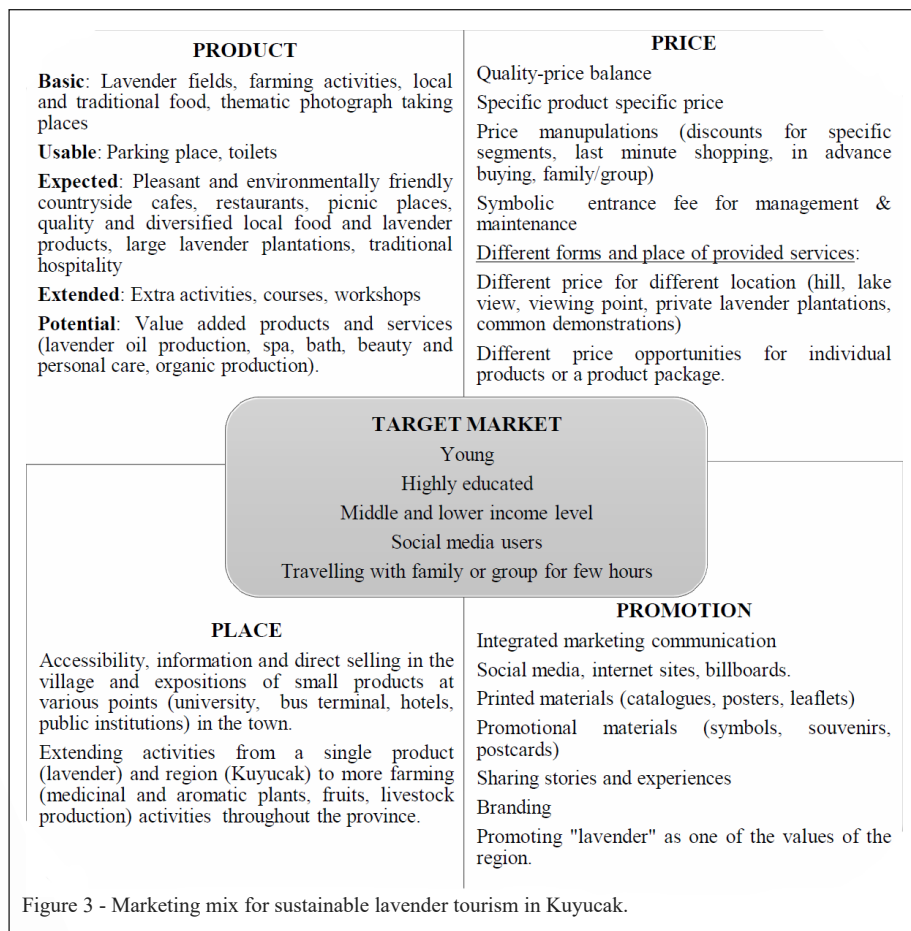 PRODUCT
Basic: Lavender fields, farming activities, local
and traditional food, thematic photograph taking
places
Usable: Parking place, toilets
Expected: Pleasant and environmentally friendly
countryside cafes, restaurants, picnic places,
quality and diversified local food and lavender
products, large lavender plantations, traditional
hospitality
Extended: Extra activities, courses, workshops
Potential: Value added products and services
(lavender oil production, spa, bath, beauty and
personal care, organic production).
PRICE
Quality-price balance
Specific product specific price
Price manupulations (discounts for specific
segments, last minute shopping, in advance
buying, family/group)
Symbolic entrance fee for management &
maintenance
Different forms and place of provided services:
Different price for different location (hill, lake
view, viewing point, private lavender plantations,
common demonstrations)
Different price opportunities for individual
products or a product package.
TARGET MARKET
Young
Highly educated
Middle and lower income level
Social media users
Travelling with family or group for few hours
PLACE
Accessibility, information and direct selling in the
village and expositions of small products at
various points (university, bus terminal, hotels,
public institutions) in the town.
Extending activities from a single product
(lavender) and region (Kuyucak) to more farming
(medicinal and aromatic plants, fruits, livestock
production) activities throughout the province.
PROMOTION
Integrated marketing communication
Social media, internet sites, billboards.
Printed materials (catalogues, posters, leaflets)
Promotional materials (symbols, souvenirs,
postcards)
Sharing stories and experiences
Branding
Promoting "lavender" as one of the values of the
region.
Figure 3 - Marketing mix for sustainable lavender tourism in Kuyucak.